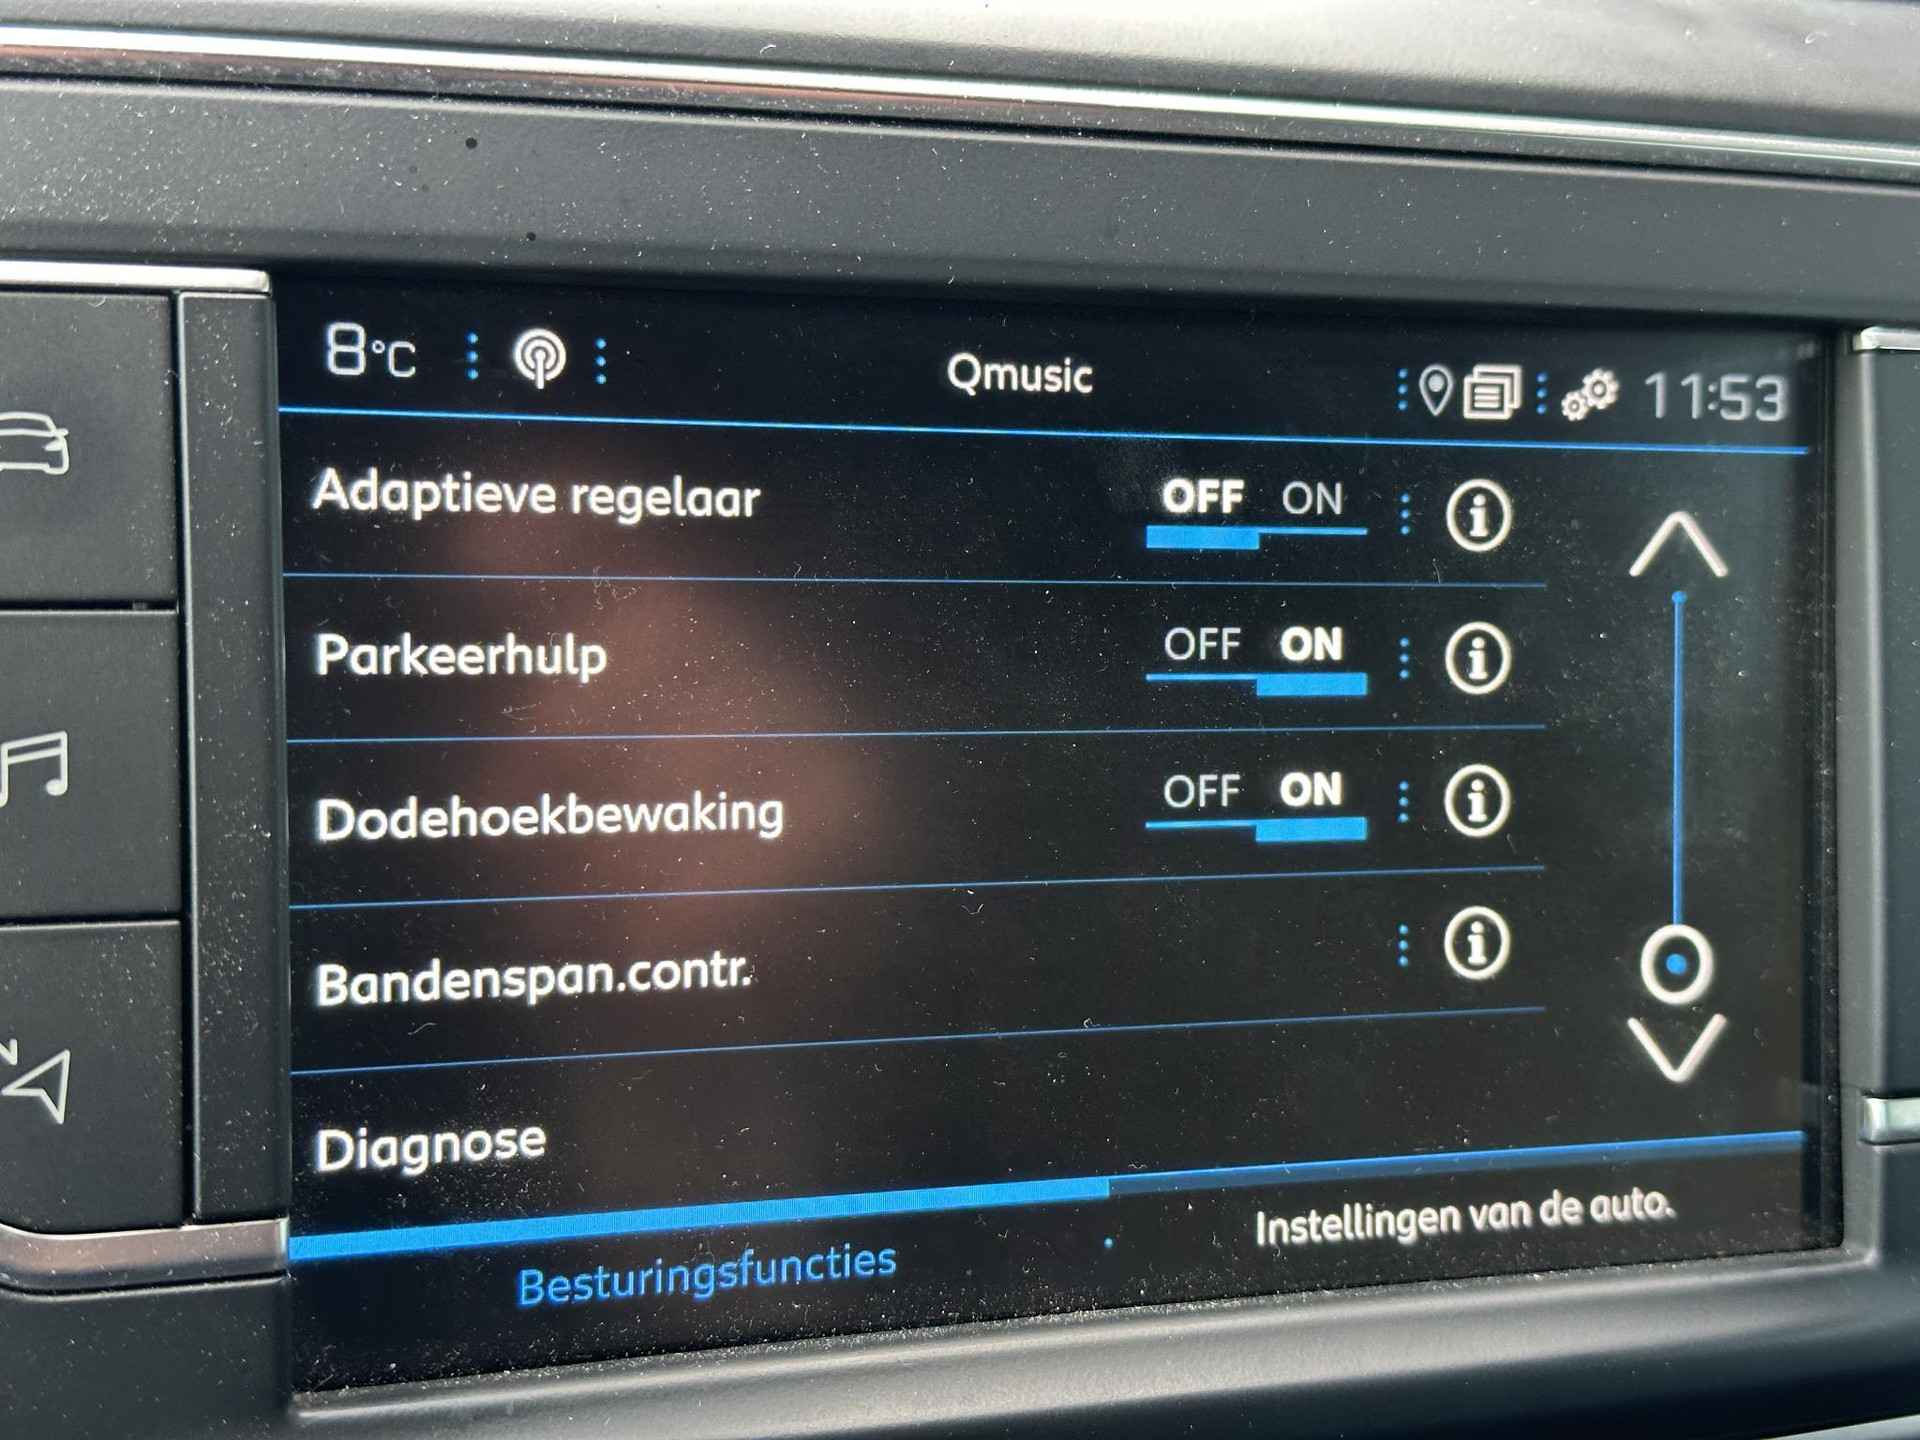 8°C Qmusic 11:53
Adaptieve regelaar OFF ON
Parkeerhulp OFF ON
Dodehoekbewaking OFF ON
Bandenspan.contr.
Diagnose
Besturingsfuncties Instellingen van de auto.
N